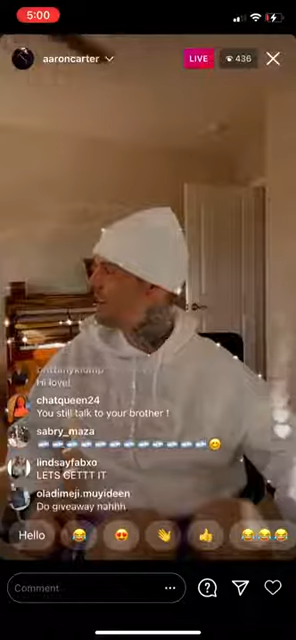 5:00
aaroncarter
LIVE
436
Hi love!
chatqueen24
You still talk to your brother !
sabry_maza
lindsayfabxo
LETS GETTT IT
oladimeji.muyideen
Do giveaway nahhh
Hello
Comment